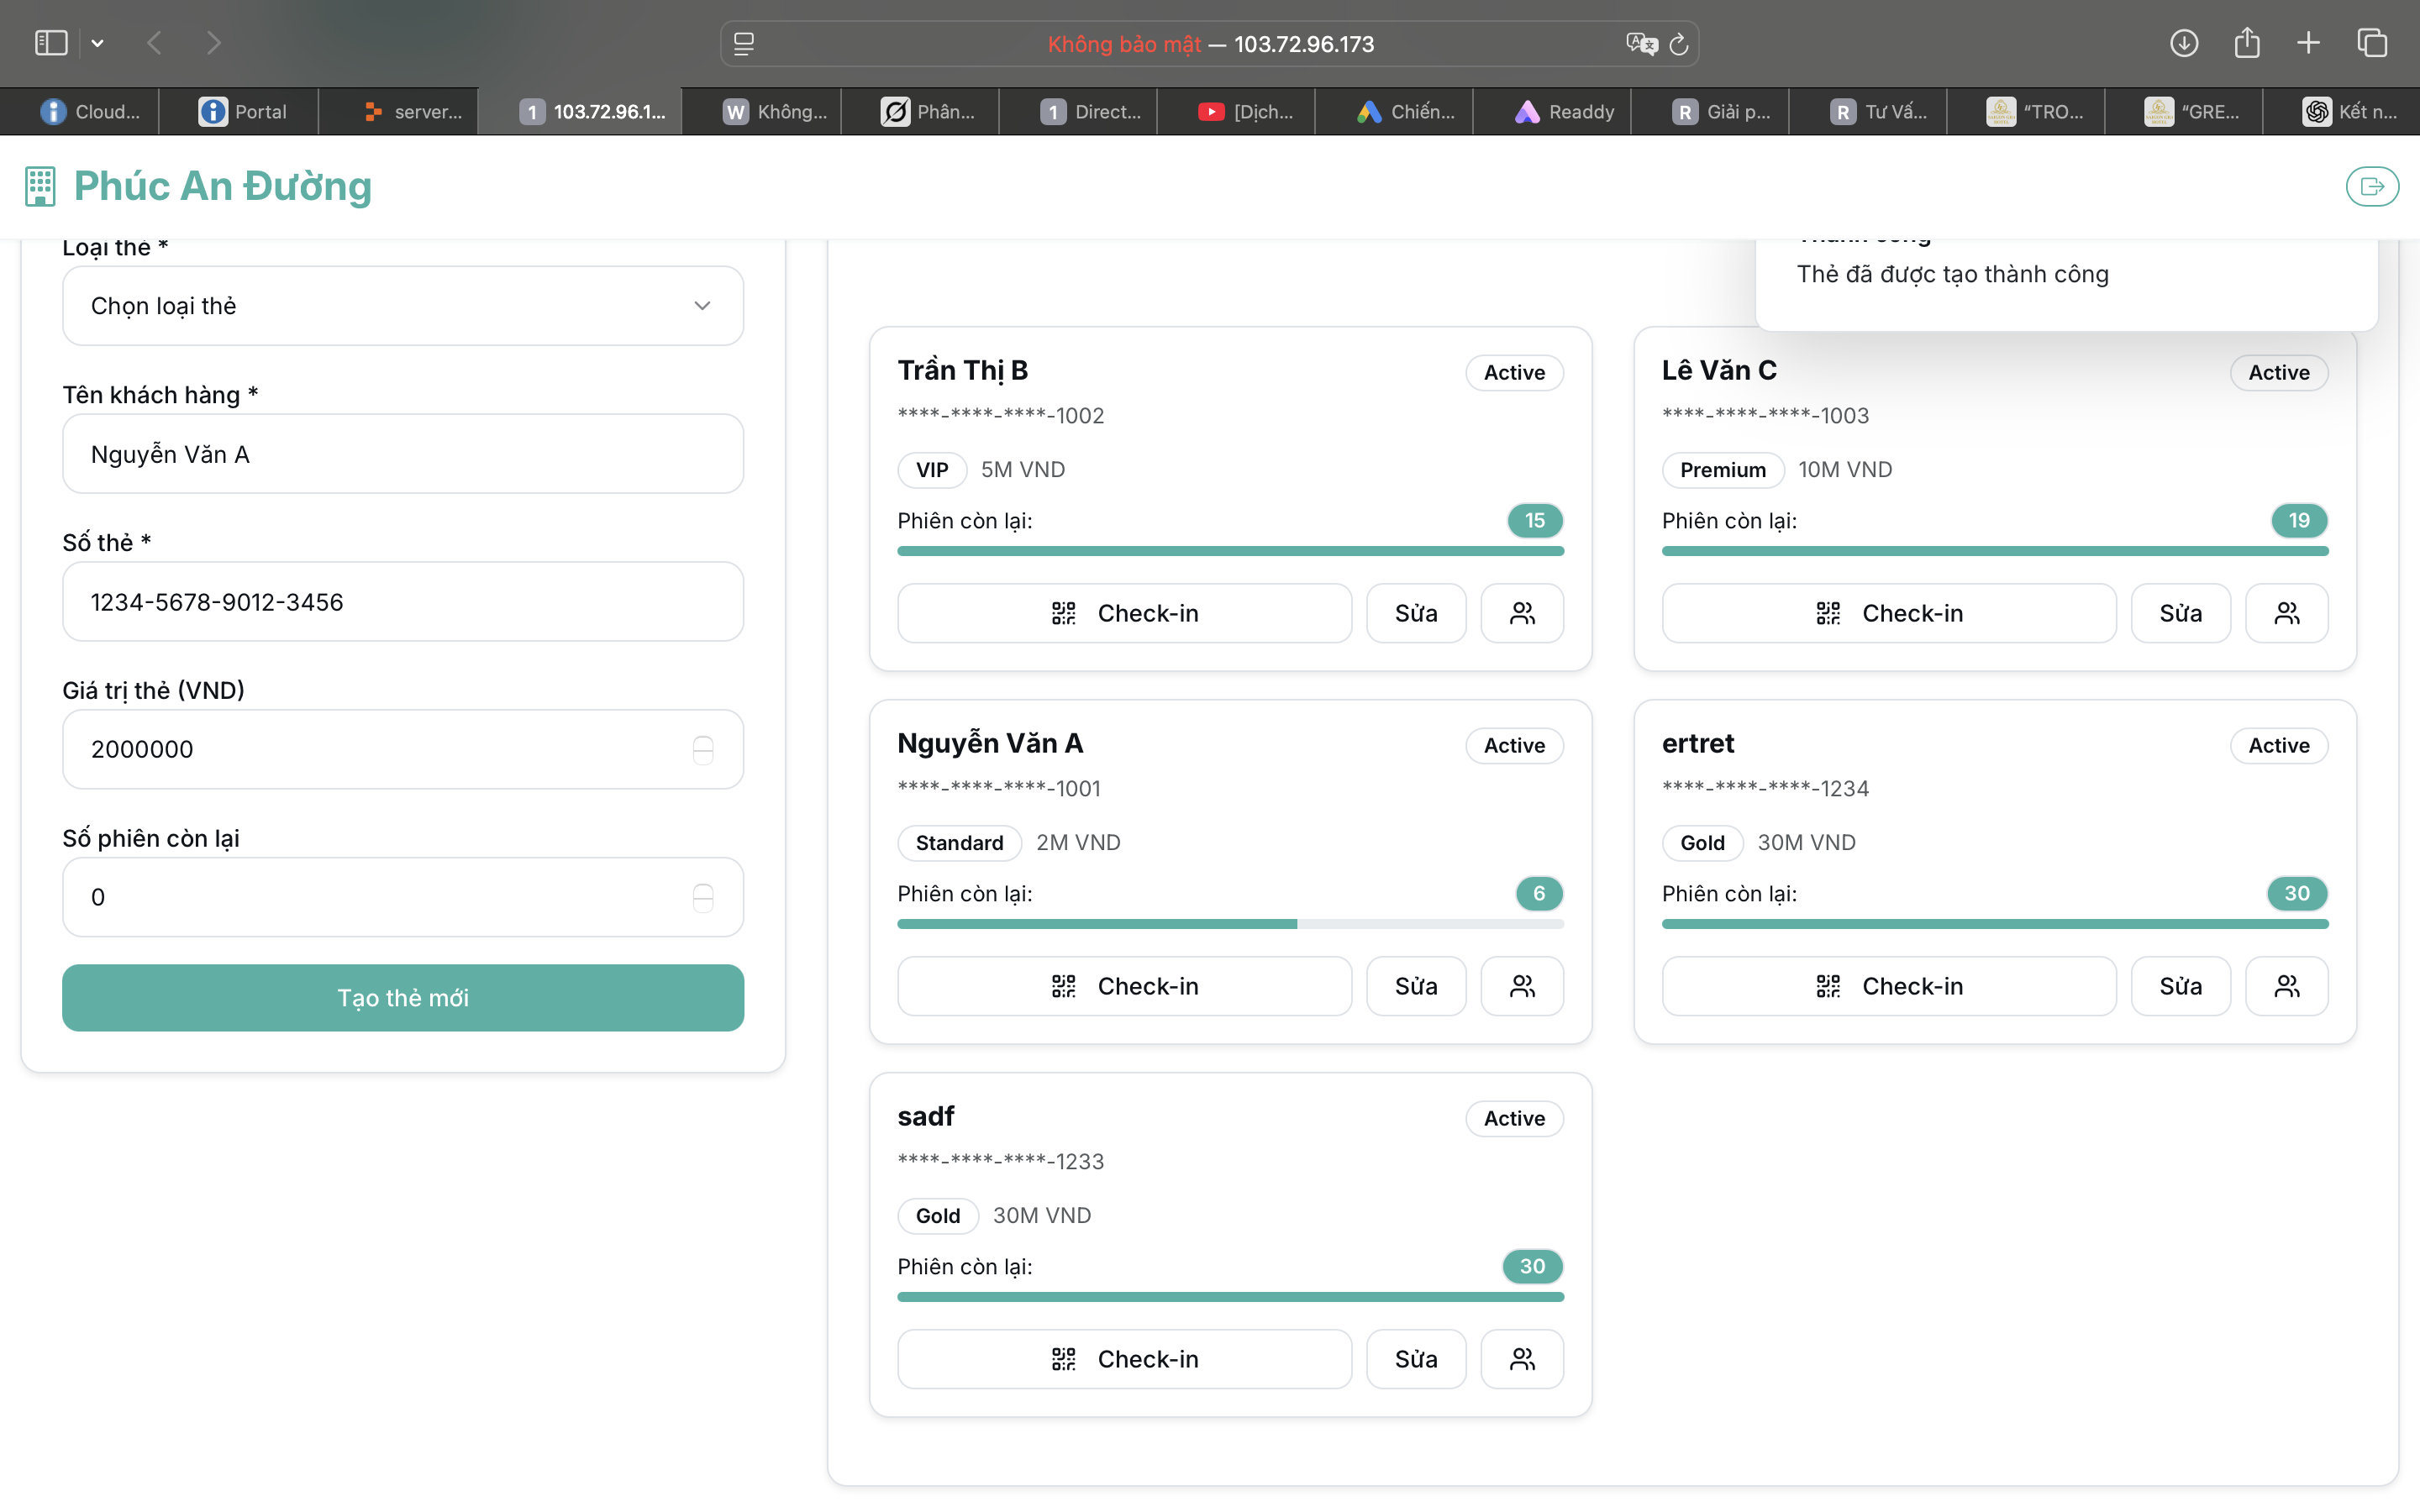 Không bảo mật — 103.72.96.173
Cloud...
Portal
server...
1 103.72.96.1...
W Không...
Phân...
1 Direct...
[Dịch...
Chiến...
Readdy
R Giải p...
R Tư Vấ...
“TRO...
“GRE...
Kết n...
Phúc An Đường
Loại thẻ *
Chọn loại thẻ
Tên khách hàng *
Nguyễn Văn A
Số thẻ *
1234-5678-9012-3456
Giá trị thẻ (VND)
2000000
Số phiên còn lại
0
Tạo thẻ mới
Thành công
Thẻ đã được tạo thành công
Trần Thị B
Active
****-****-****-1002
VIP 5M VND
Phiên còn lại: 15
Check-in Sửa
Lê Văn C
Active
****-****-****-1003
Premium 10M VND
Phiên còn lại: 19
Check-in Sửa
Nguyễn Văn A
Active
****-****-****-1001
Standard 2M VND
Phiên còn lại: 6
Check-in Sửa
ertret
Active
****-****-****-1234
Gold 30M VND
Phiên còn lại: 30
Check-in Sửa
sadf
Active
****-****-****-1233
Gold 30M VND
Phiên còn lại: 30
Check-in Sửa